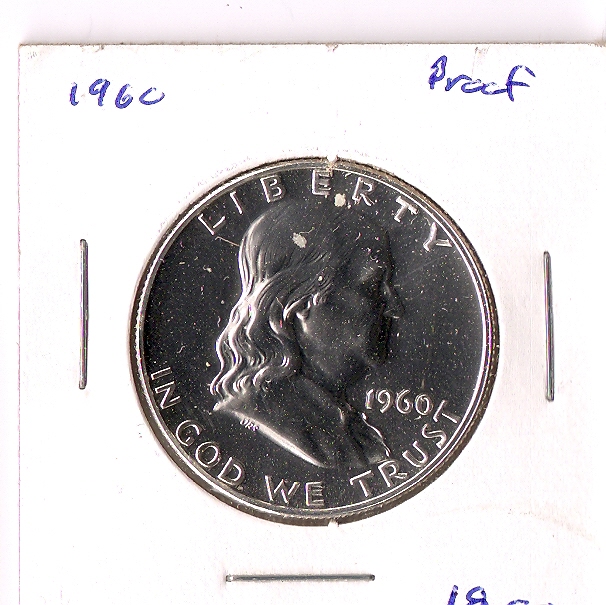 1960 Proof
LIBERTY
1960
IN GOD WE TRUST